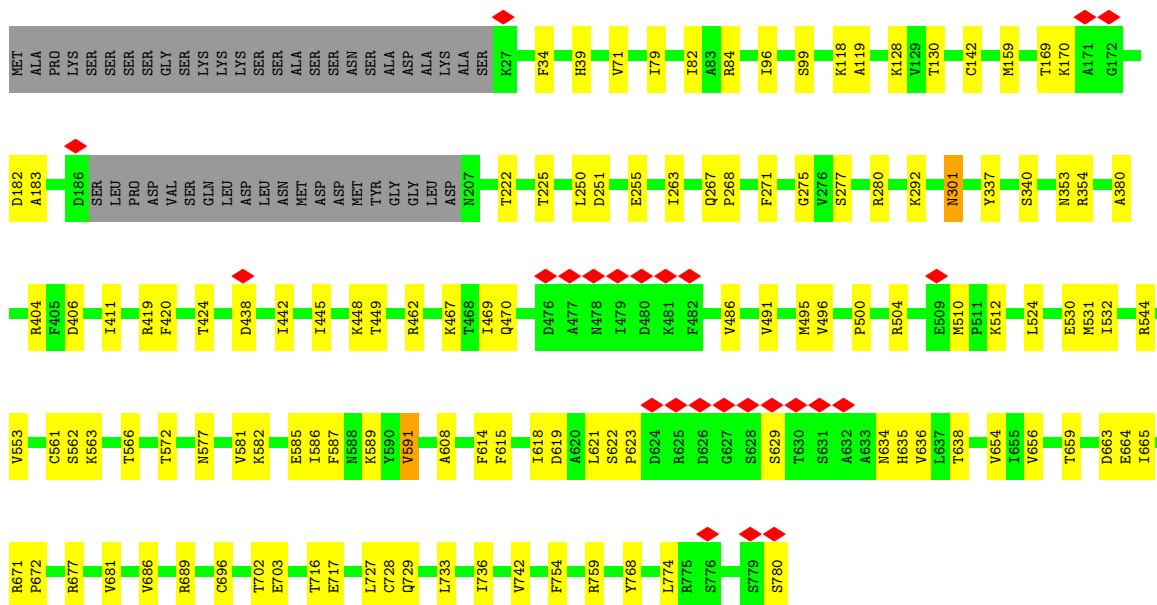 MET ALA PRO LYS SER SER SER SER GLY SER LYS LYS LYS SER SER ALA SER SER ASN SER ALA ASP ALA LYS ALA SER K27 F34 H39 V71 I79 I82 A83 R84 I96 S99 K118 A119 K128 V129 T130 C142 M159 T169 K170 A171 G172
D182 A183 D186 SER LEU PRO ASP VAL SER GLN LEU ASP LEU ASN MET ASP ASP MET TYR GLY GLY LEU ASP N207 T222 T225 L250 D251 E255 I263 Q267 P268 F271 G275 V276 S277 R280 K292 N301 Y337 S340 N353 R354 A380
R404 F405 D406 I411 R419 F420 T424 D438 I442 I445 K448 T449 R462 K467 T468 I469 Q470 D476 A477 N478 I479 D480 K481 F482 V486 V491 M495 V496 P500 R504 E509 M510 P511 K512 L524 E530 M531 I532 R544
V553 C561 S562 K563 T566 T572 N577 V581 K582 E585 I586 F587 N588 K589 Y590 V591 A608 F614 F615 I618 D619 A620 L621 S622 P623 D624 R625 D626 G627 S628 S629 T630 S631 A632 A633 N634 H635 V636 L637 T638 V654 I655 V656 T659 D663 E664 I665
R671 P672 R677 V681 V686 R689 C696 T702 E703 T716 E717 L727 C728 Q729 L733 I736 V742 F754 R759 Y768 L774 R775 S776 S779 S780